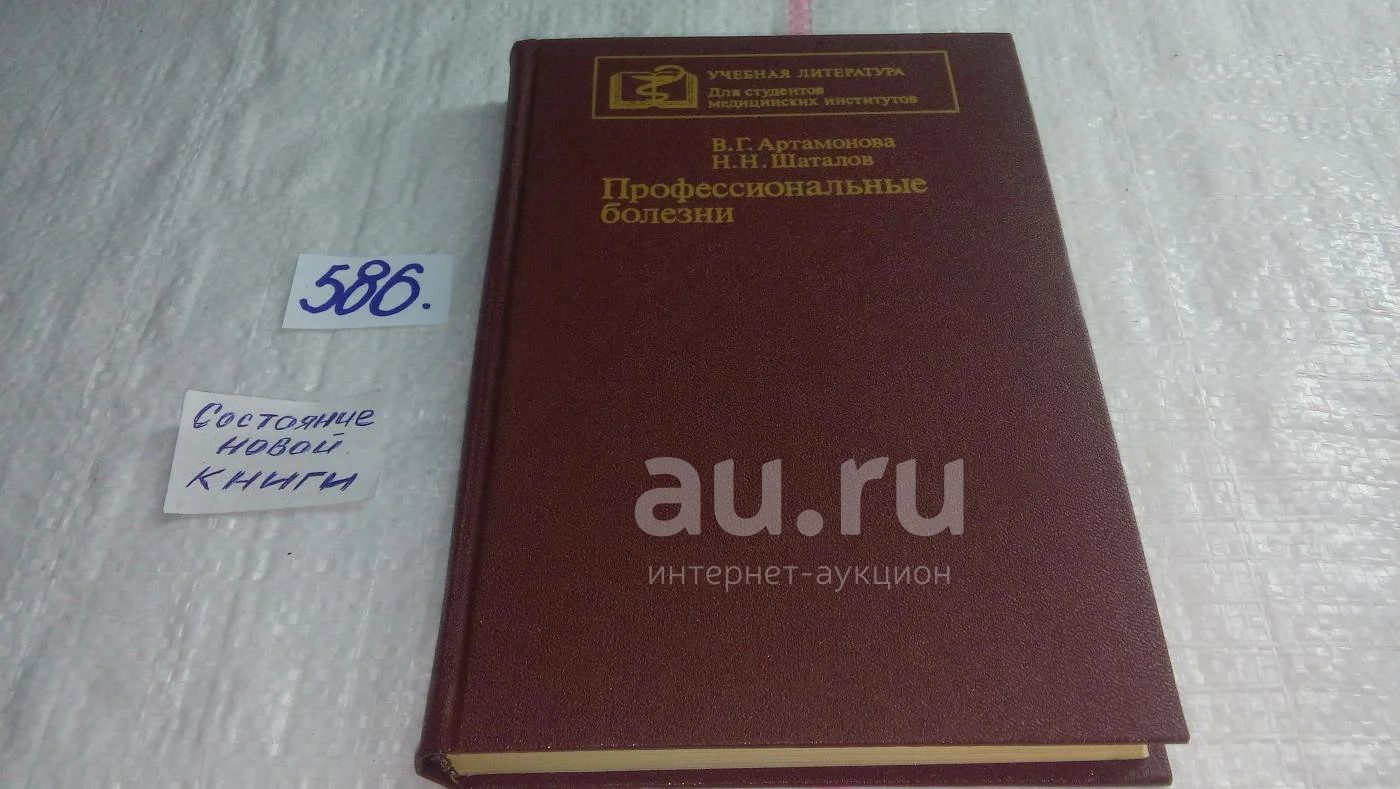 УЧЕБНАЯ ЛИТЕРАТУРА
Для студентов
медицинских институтов
В.Г. Артамонова
Н.Н. Шаталов
Профессиональные
болезни
586.
Состояние
новой
книги
au.ru
интернет-аукцион